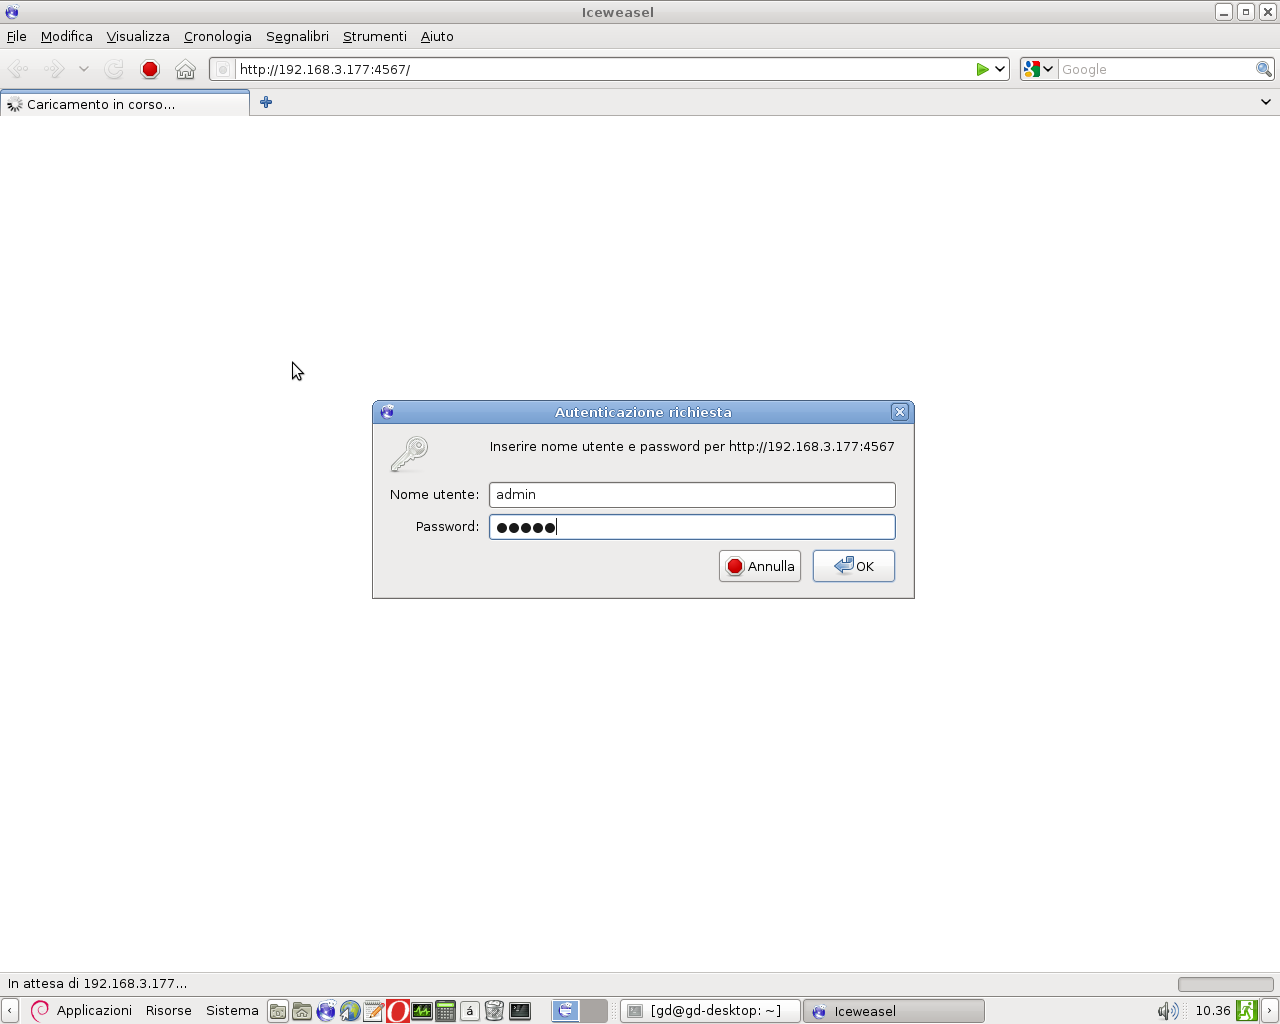 Iceweasel
File Modifica Visualizza Cronologia Segnalibri Strumenti Aiuto
http://192.168.3.177:4567/ Google
Caricamento in corso...
Autenticazione richiesta
Inserire nome utente e password per http://192.168.3.177:4567
Nome utente: admin
Password: ●●●●●
Annulla OK
In attesa di 192.168.3.177...
Applicazioni Risorse Sistema á [gd@gd-desktop: ~] Iceweasel 10.36